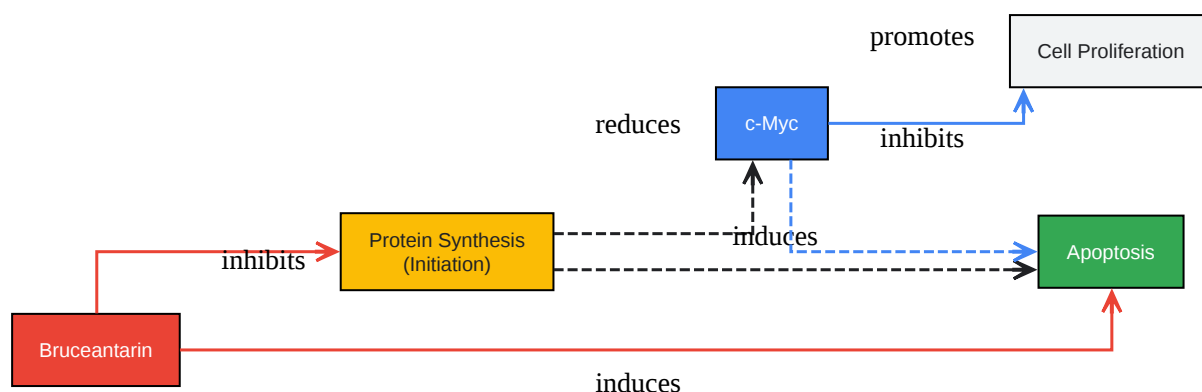 promotes
Cell Proliferation
reduces
c-Myc
inhibits
Protein Synthesis
(Initiation)
induces
inhibits
Apoptosis
Bruceantarin
induces